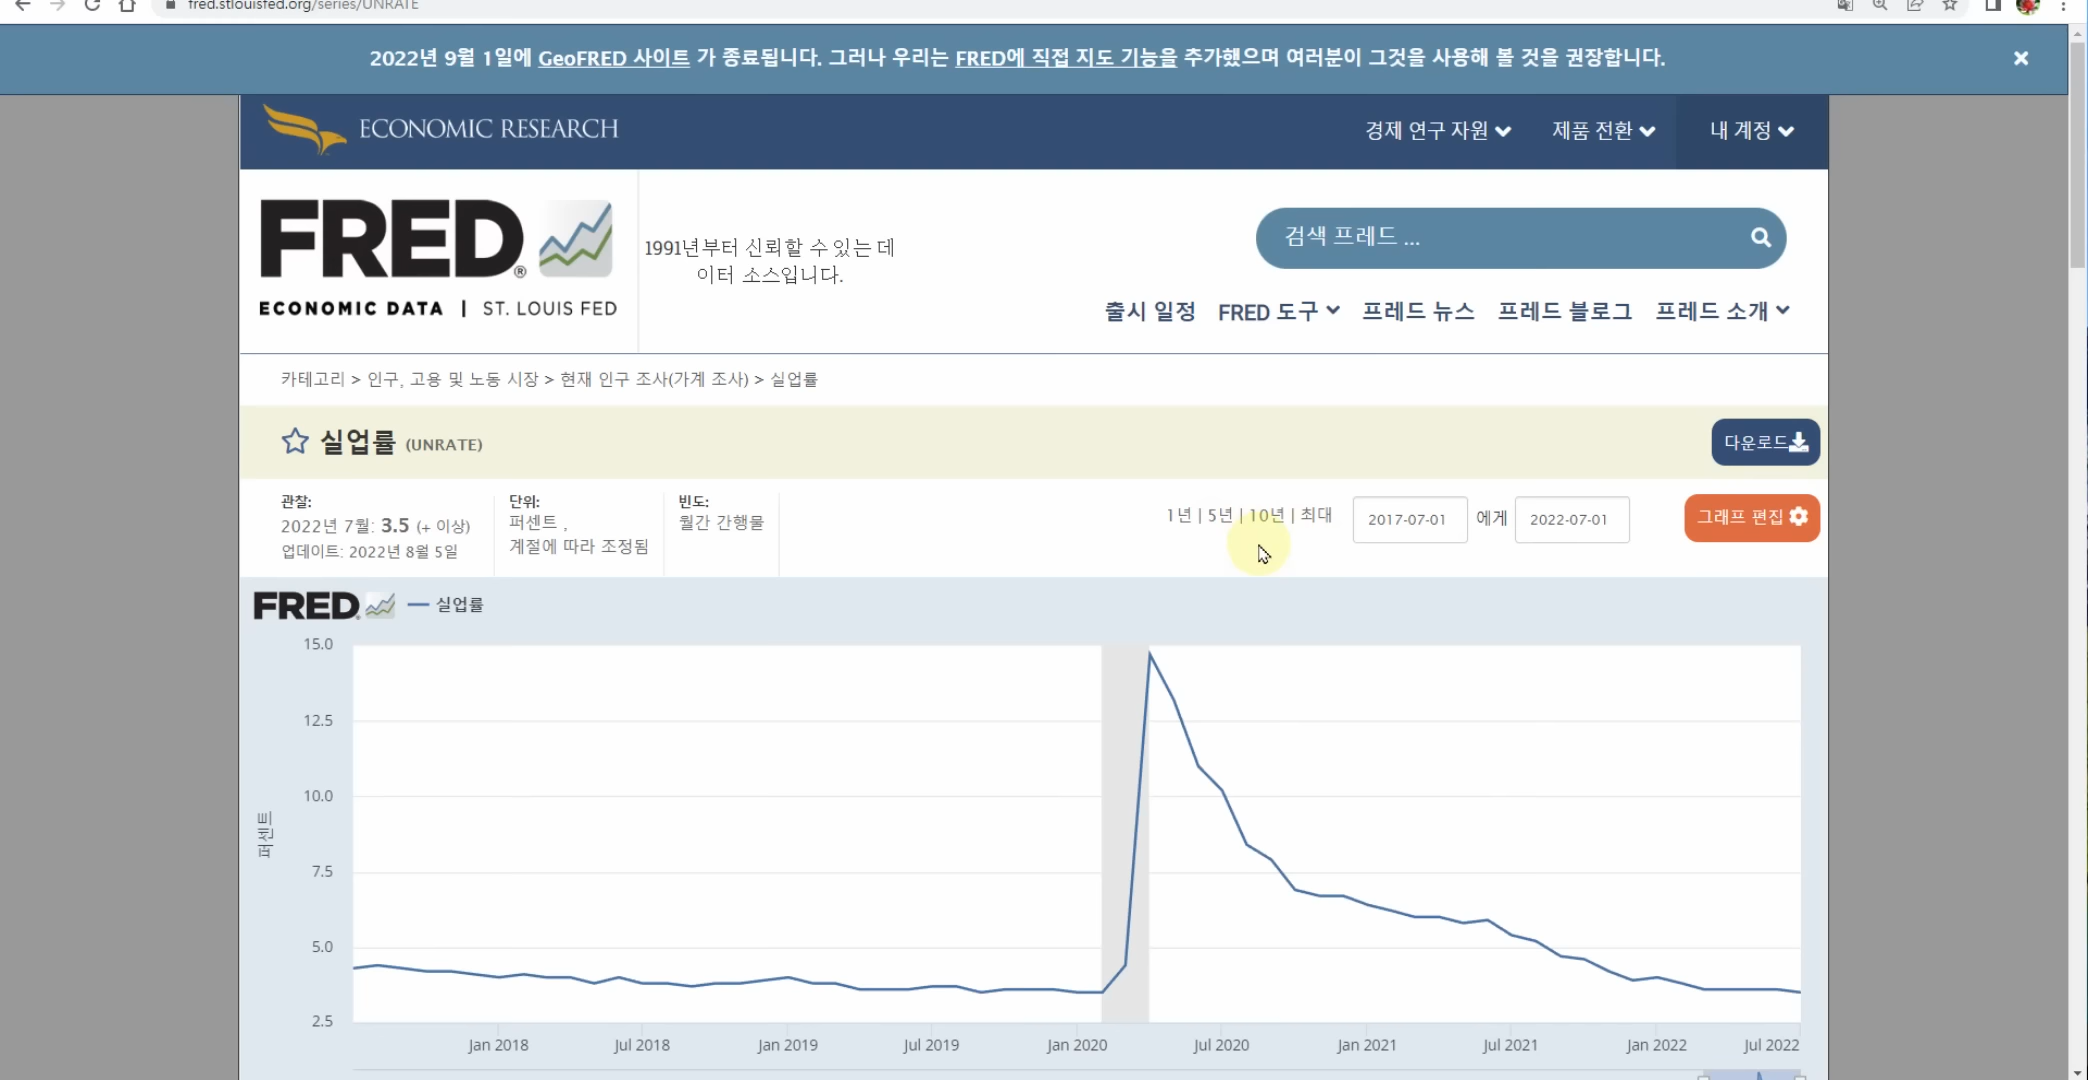 fred.stlouisfed.org/series/UNRATE
2022년 9월 1일에 GeoFRED 사이트 가 종료됩니다. 그러나 우리는 FRED에 직접 지도 기능을 추가했으며 여러분이 그것을 사용해 볼 것을 권장합니다.
ECONOMIC RESEARCH
경제 연구 자원
제품 전환
내 계정
FRED®
ECONOMIC DATA | ST. LOUIS FED
1991년부터 신뢰할 수 있는 데
이터 소스입니다.
검색 프레드 ...
출시 일정 FRED 도구 프레드 뉴스 프레드 블로그 프레드 소개
카테고리 > 인구, 고용 및 노동 시장 > 현재 인구 조사(가계 조사) > 실업률
실업률 (UNRATE)
다운로드
관찰:
2022년 7월: 3.5 (+ 이상)
업데이트: 2022년 8월 5일
단위:
퍼센트 ,
계절에 따라 조정됨
빈도:
월간 간행물
1년 | 5년 | 10년 | 최대
2017-07-01 에게 2022-07-01
그래프 편집
FRED 실업률
15.0
12.5
10.0
7.5
5.0
2.5
퍼센트
Jan 2018 Jul 2018 Jan 2019 Jul 2019 Jan 2020 Jul 2020 Jan 2021 Jul 2021 Jan 2022 Jul 2022